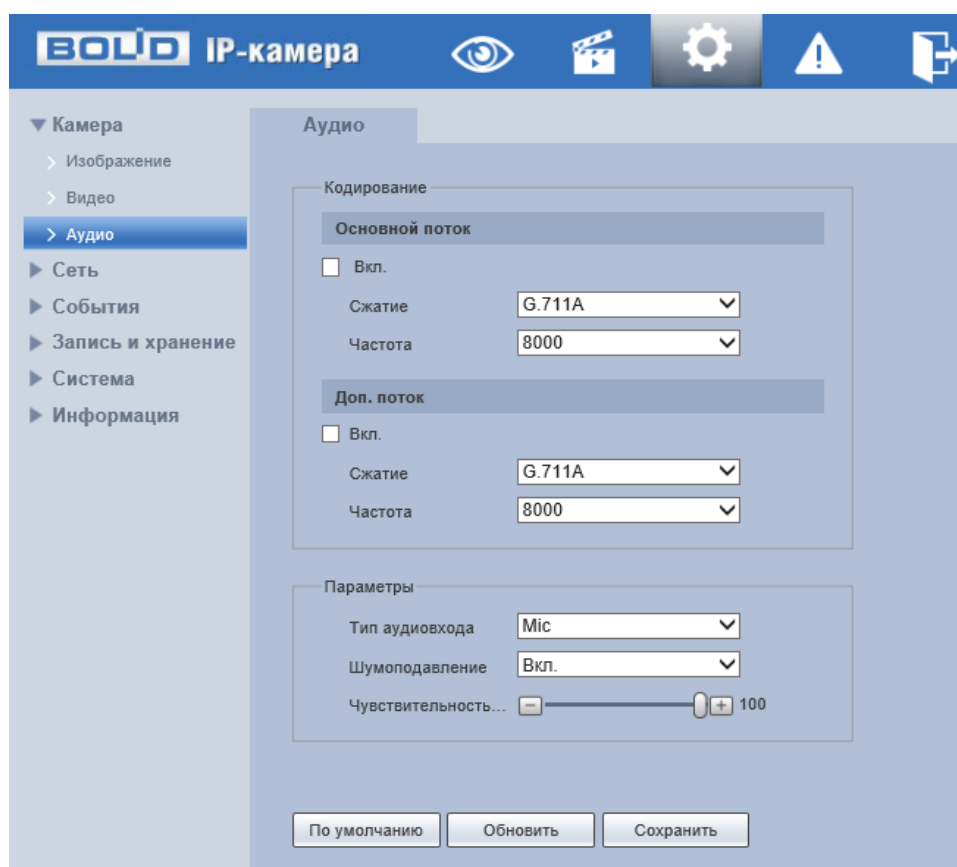 BOLID IP-камера
Камера
Изображение
Видео
Аудио
Сеть
События
Запись и хранение
Система
Информация
Аудио
Кодирование
Основной поток
Вкл.
Сжатие G.711A
Частота 8000
Доп. поток
Вкл.
Сжатие G.711A
Частота 8000
Параметры
Тип аудиовхода Mic
Шумоподавление Вкл.
Чувствительность... 100
По умолчанию Обновить Сохранить